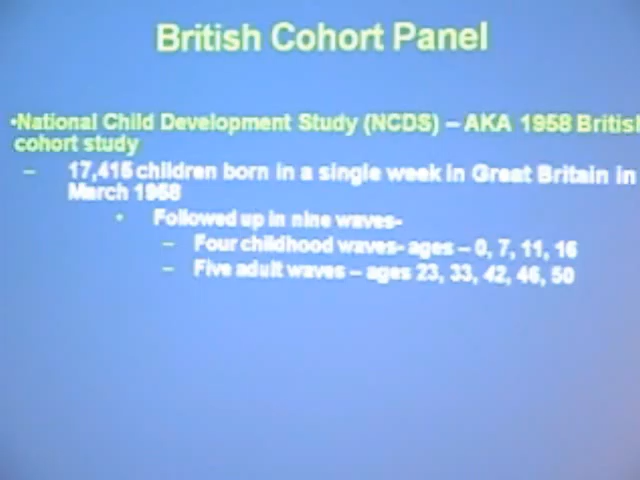 British Cohort Panel
•National Child Development Study (NCDS) – AKA 1958 British
cohort study
– 17,415 children born in a single week in Great Britain in
March 1958
• Followed up in nine waves-
– Four childhood waves- ages – 0, 7, 11, 16
– Five adult waves – ages 23, 33, 42, 46, 50